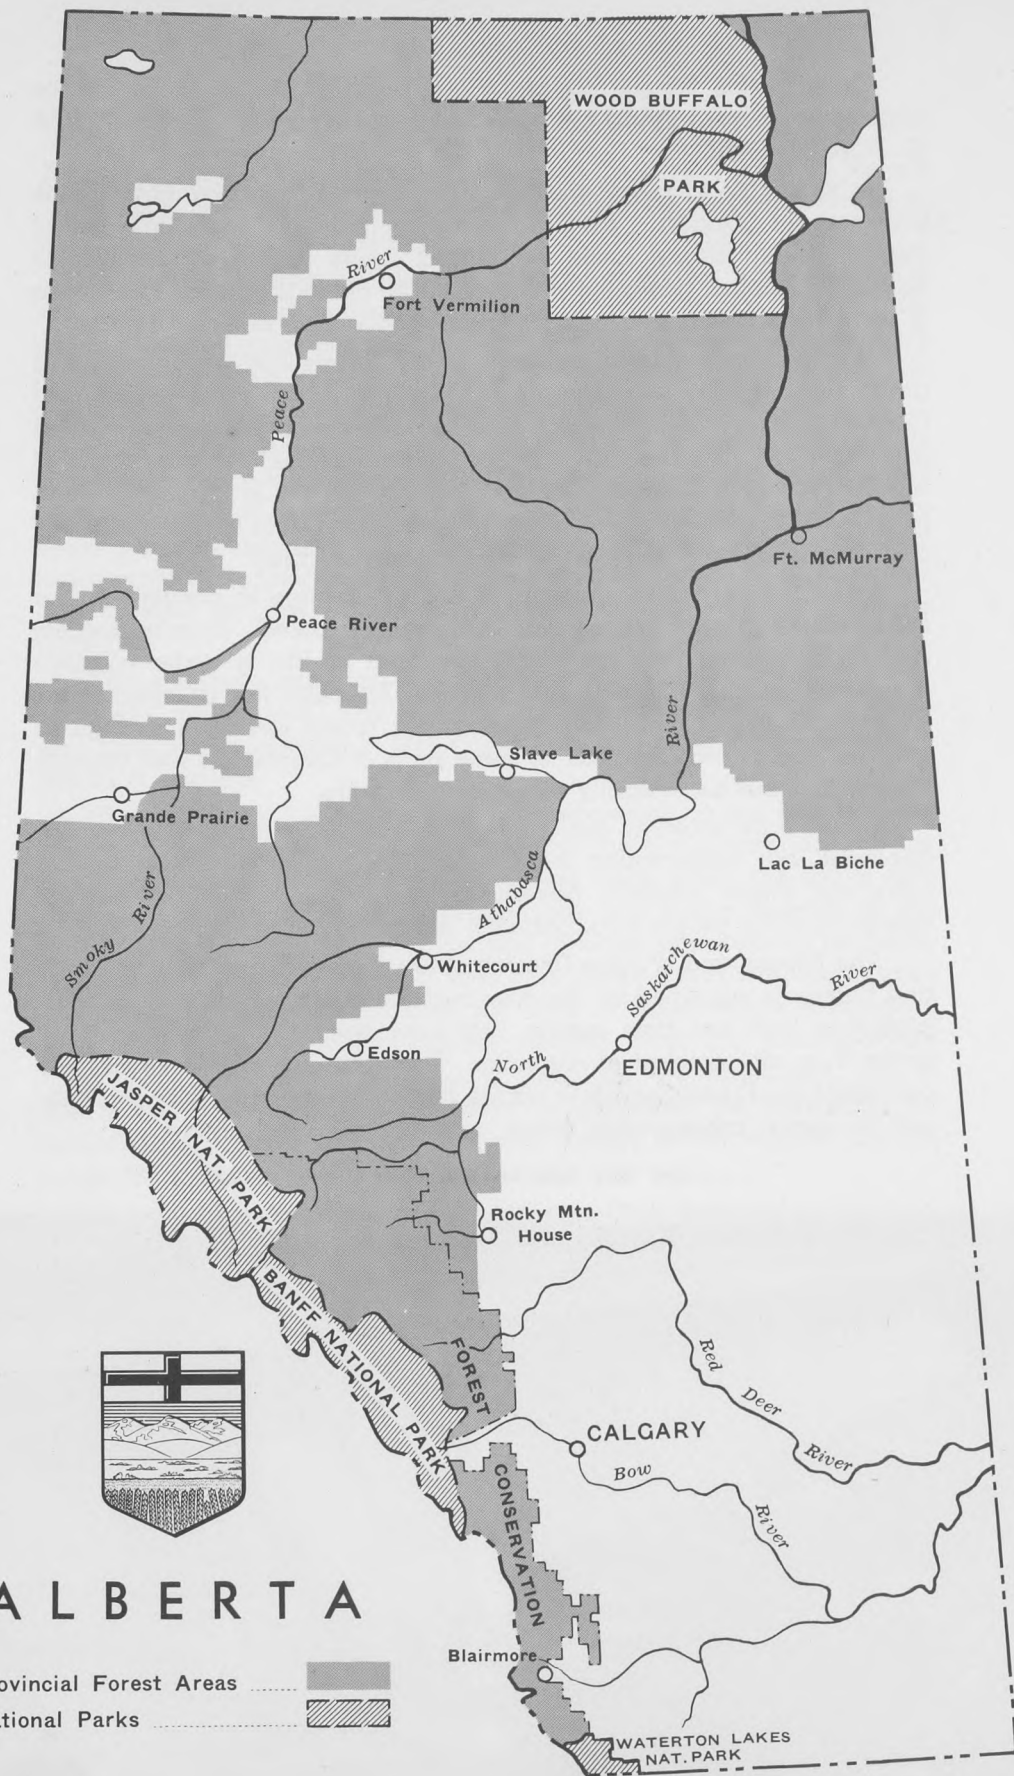 WOOD BUFFALO
PARK
River
Fort Vermilion
Peace
Ft. McMurray
Peace River
River
Slave Lake
Grande Prairie
Lac La Biche
Athabasca
River
Smoky
Whitecourt
Saskatchewan
River
Edson
North
EDMONTON
JASPER NAT. PARK
Rocky Mtn.
House
BANFF NATIONAL PARK
FOREST
Red
Deer
River
CALGARY
Bow
River
CONSERVATION
ALBERTA
Blairmore
ovincial Forest Areas ..........
ational Parks ..............................
WATERTON LAKES
NAT. PARK